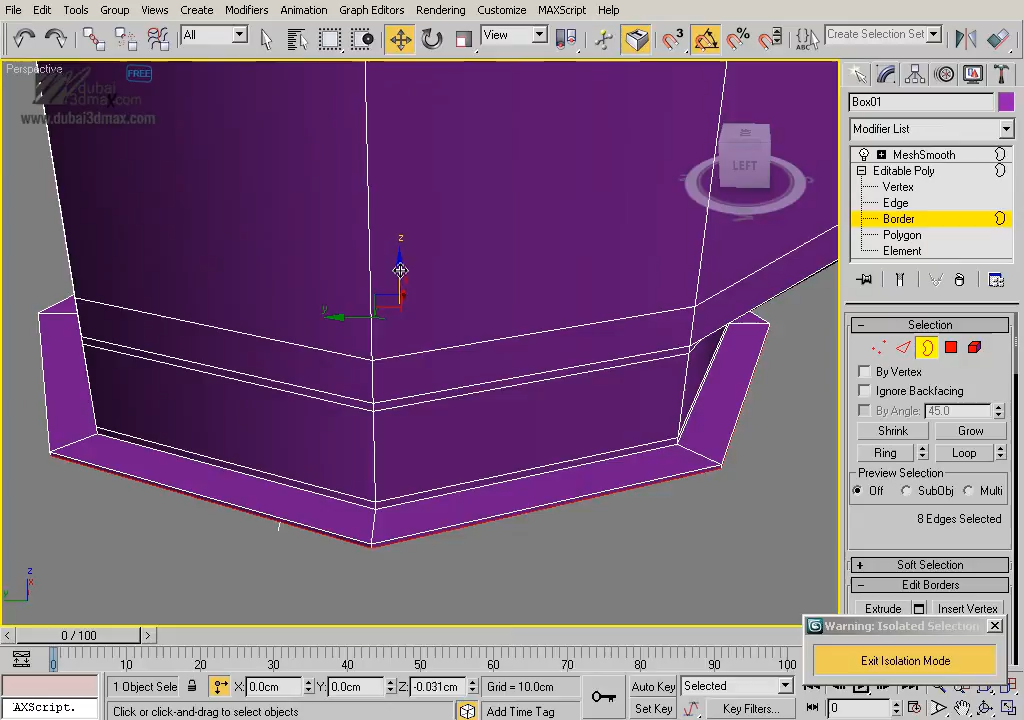 File Edit Tools Group Views Create Modifiers Animation Graph Editors Rendering Customize MAXScript Help
All View 3 % ABC Create Selection Set
Perspective
FREE
dubai
3dmax.com
www.dubai3dmax.com
LEFT
z
y
z
x
y
Box01
Modifier List
MeshSmooth
Editable Poly
Vertex
Edge
Border
Polygon
Element
Selection
By Vertex
Ignore Backfacing
By Angle: 45.0
Shrink Grow
Ring Loop
Preview Selection
Off SubObj Multi
8 Edges Selected
Soft Selection
Edit Borders
Extrude Insert Vertex
Warning: Isolated Selection
Exit Isolation Mode
0 / 100
0 10 20 30 40 50 60 70 80 90 100
1 Object Sele X: 0.0cm Y: 0.0cm Z: -0.031cm Grid = 10.0cm Auto Key Selected
AXScript. Click or click-and-drag to select objects Add Time Tag Set Key Key Filters... 0